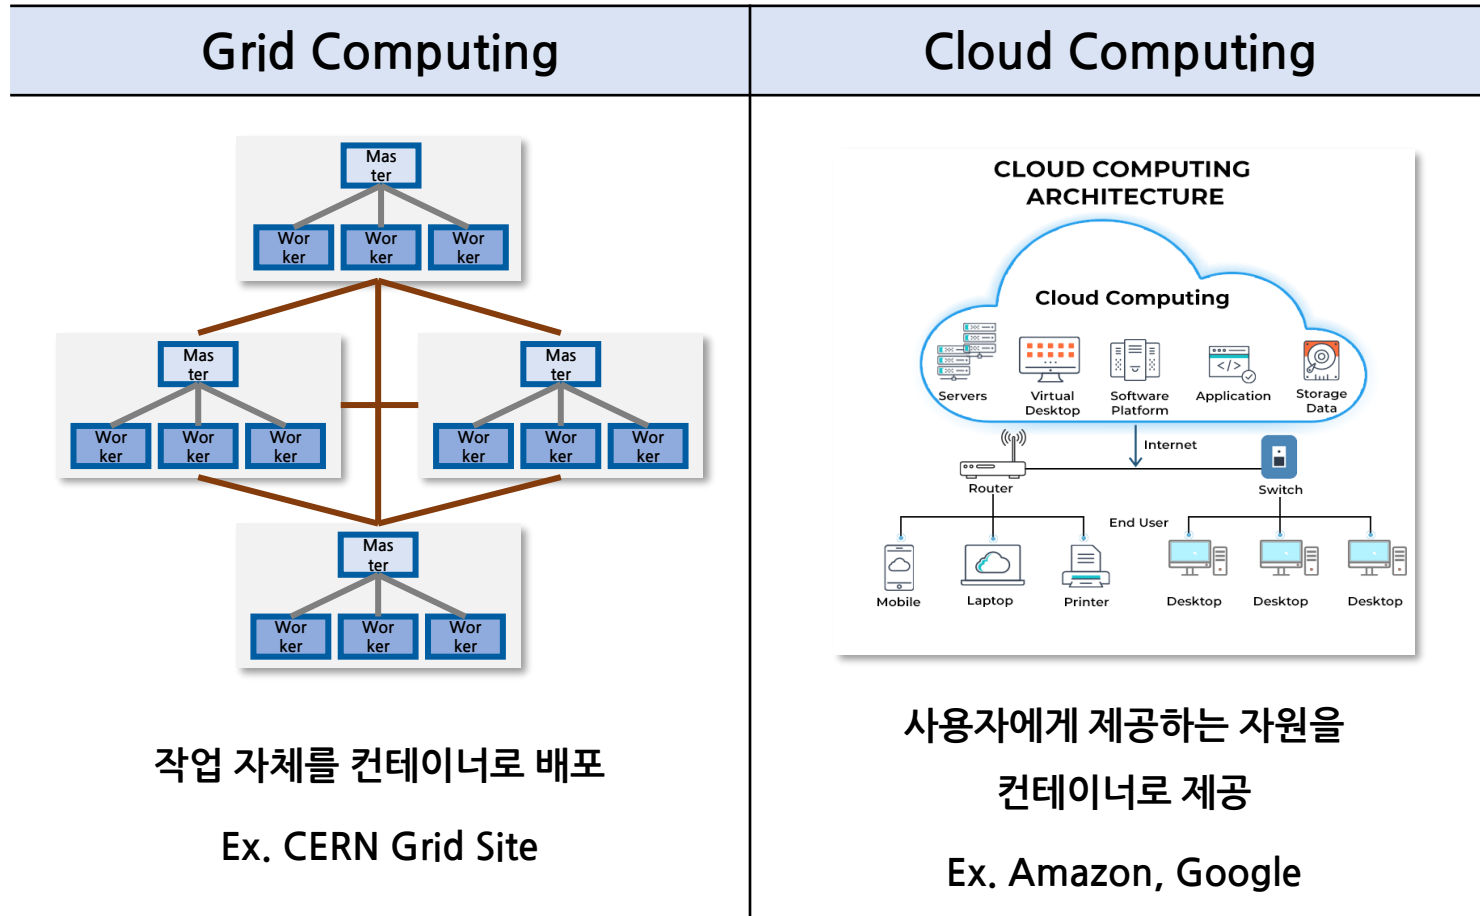 Grid Computing
Cloud Computing
Mas
ter
Wor
ker
Wor
ker
Wor
ker
Mas
ter
Wor
ker
Wor
ker
Wor
ker
Mas
ter
Wor
ker
Wor
ker
Wor
ker
Mas
ter
Wor
ker
Wor
ker
Wor
ker
작업 자체를 컨테이너로 배포
Ex. CERN Grid Site
CLOUD COMPUTING
ARCHITECTURE
Cloud Computing
Servers
Virtual
Desktop
Software
Platform
Application
Storage
Data
Internet
Router
Switch
End User
Mobile
Laptop
Printer
Desktop
Desktop
Desktop
사용자에게 제공하는 자원을
컨테이너로 제공
Ex. Amazon, Google